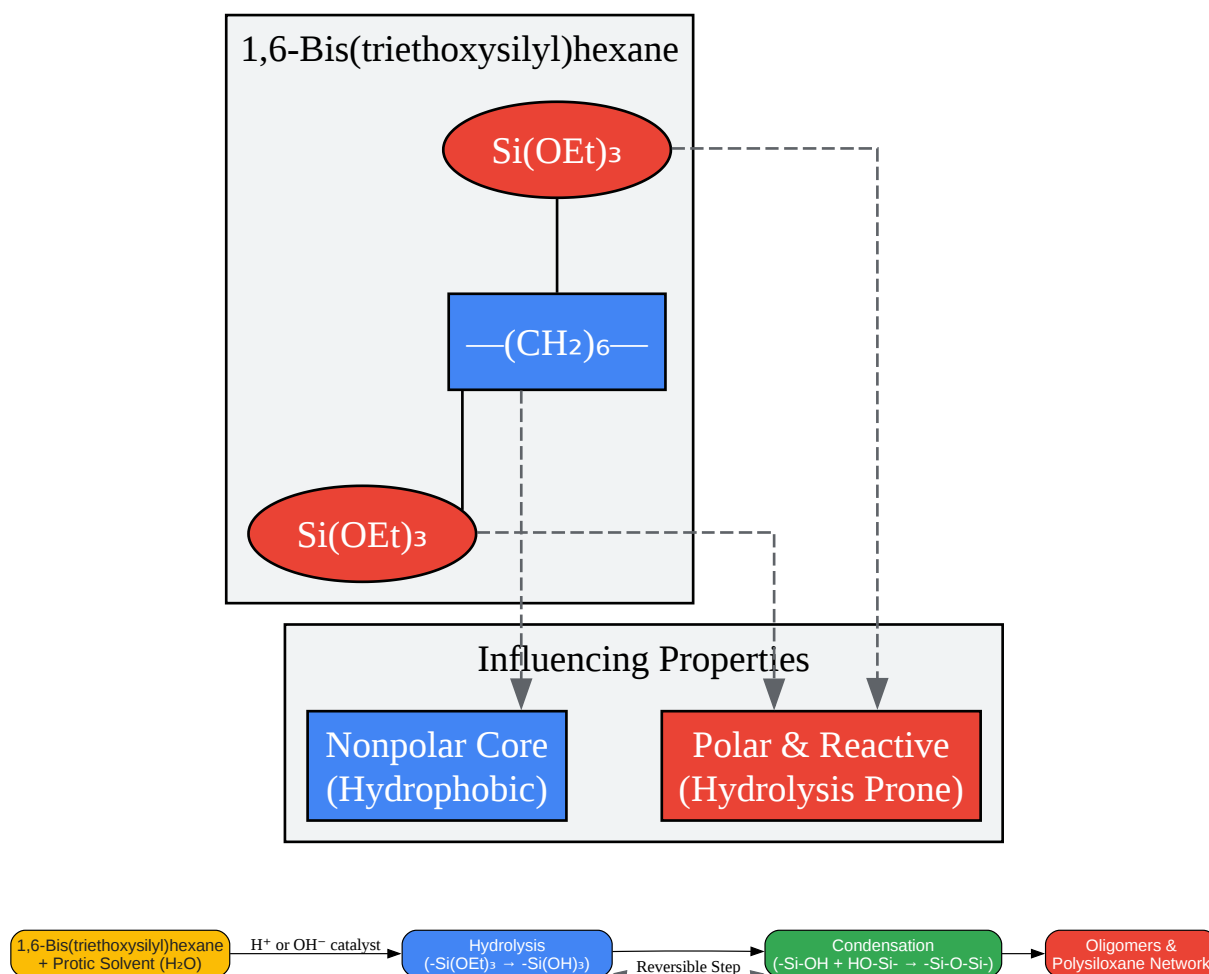 1,6-Bis(triethoxysilyl)hexane
Si(OEt)₃
—(CH₂)₆—
Si(OEt)₃
Influencing Properties
Nonpolar Core
(Hydrophobic)
Polar & Reactive
(Hydrolysis Prone)
1,6-Bis(triethoxysilyl)hexane
+ Protic Solvent (H₂O)
H⁺ or OH⁻ catalyst
Hydrolysis
(-Si(OEt)₃ → -Si(OH)₃)
Reversible Step
Condensation
(-Si-OH + HO-Si- → -Si-O-Si-)
Oligomers &
Polysiloxane Network